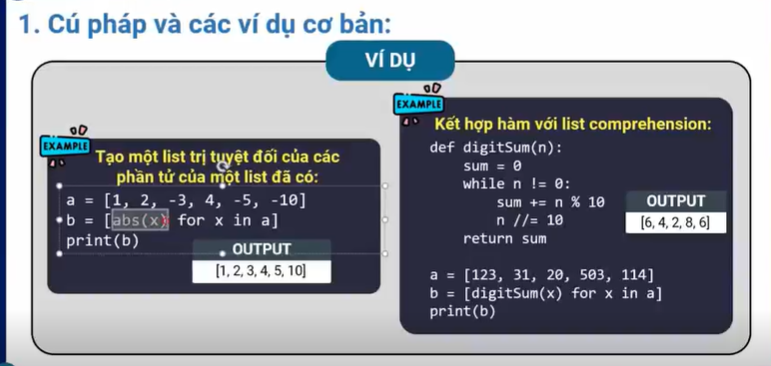 1. Cú pháp và các ví dụ cơ bản:
VÍ DỤ
EXAMPLE
Tạo một list trị tuyệt đối của các
phần tử của một list đã có:
a = [1, 2, -3, 4, -5, -10]
b = [abs(x) for x in a]
print(b)
OUTPUT
[1, 2, 3, 4, 5, 10]
EXAMPLE
Kết hợp hàm với list comprehension:
def digitSum(n):
    sum = 0
    while n != 0:
        sum += n % 10
        n //= 10
    return sum
a = [123, 31, 20, 503, 114]
b = [digitSum(x) for x in a]
print(b)
OUTPUT
[6, 4, 2, 8, 6]